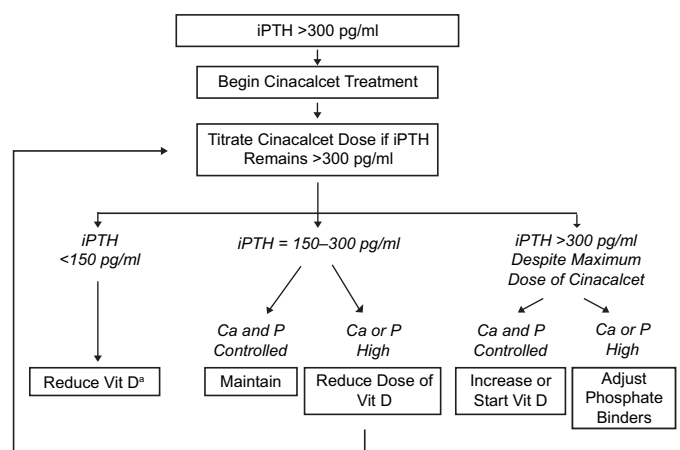 iPTH >300 pg/ml
Begin Cinacalcet Treatment
Titrate Cinacalcet Dose if iPTH
Remains >300 pg/ml
iPTH
<150 pg/ml
iPTH = 150–300 pg/ml
iPTH >300 pg/ml
Despite Maximum
Dose of Cinacalcet
Ca and P
Controlled
Ca or P
High
Ca and P
Controlled
Ca or P
High
Reduce Vit Dᵃ
Maintain
Reduce Dose of
Vit D
Increase or
Start Vit D
Adjust
Phosphate
Binders